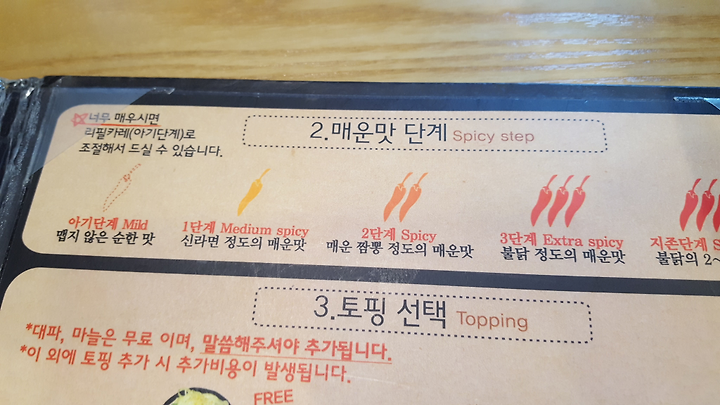 너무 매우시면
리필카레(아기단계)로
조절해서 드실 수 있습니다.
2.매운맛 단계 Spicy step
아기단계 Mild
맵지 않은 순한 맛
1단계 Medium spicy
신라면 정도의 매운맛
2단계 Spicy
매운 짬뽕 정도의 매운맛
3단계 Extra spicy
불닭 정도의 매운맛
지존단계 S
불닭의 2~
3.토핑 선택 Topping
*대파, 마늘은 무료 이며, 말씀해주셔야 추가됩니다.
*이 외에 토핑 추가 시 추가비용이 발생됩니다.
FREE